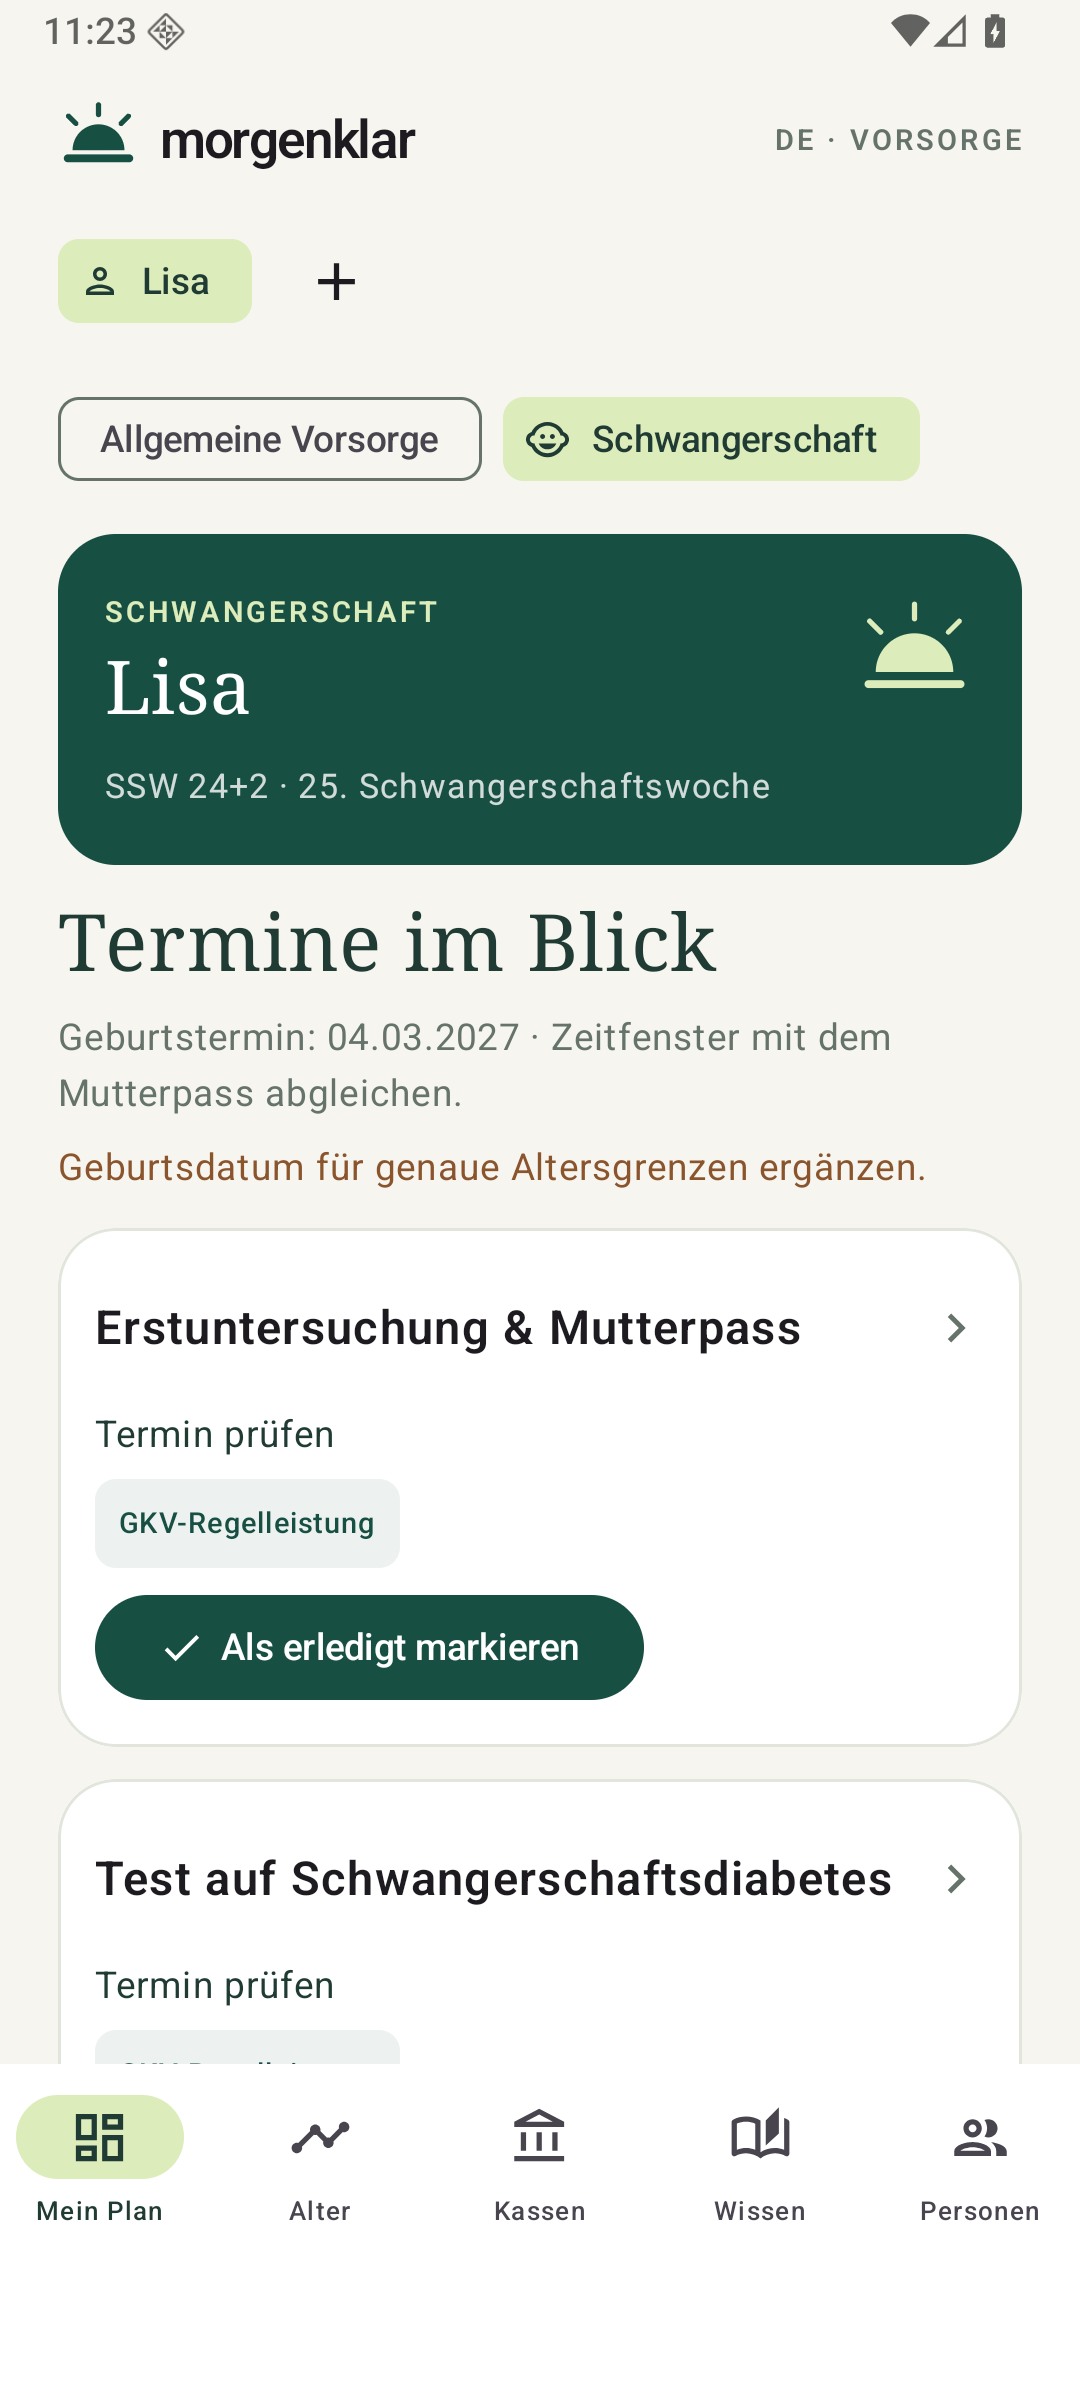 11:23
morgenklar
DE · VORSORGE
Lisa
Allgemeine Vorsorge
Schwangerschaft
SCHWANGERSCHAFT
Lisa
SSW 24+2 · 25. Schwangerschaftswoche
Termine im Blick
Geburtstermin: 04.03.2027 · Zeitfenster mit dem
Mutterpass abgleichen.
Geburtsdatum für genaue Altersgrenzen ergänzen.
Erstuntersuchung & Mutterpass
Termin prüfen
GKV-Regelleistung
Als erledigt markieren
Test auf Schwangerschaftsdiabetes
Termin prüfen
Mein Plan
Alter
Kassen
Wissen
Personen